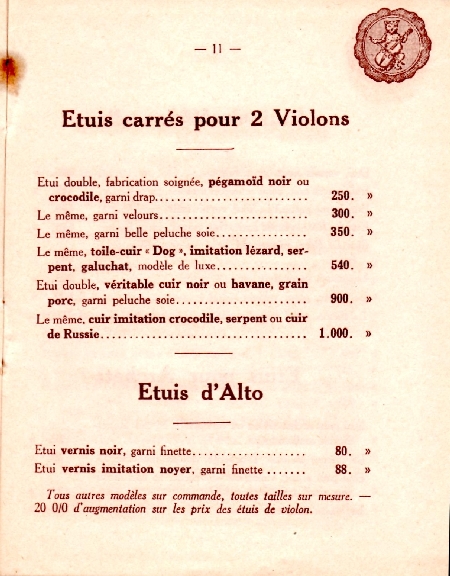 — 11 —
Etuis carrés pour 2 Violons
Etui double, fabrication soignée, pégamoïd noir ou
crocodile, garni drap........................... 250. »
Le même, garni velours.......................... 300. »
Le même, garni belle peluche soie................ 350. »
Le même, toile-cuir « Dog », imitation lézard, ser-
pent, galuchat, modèle de luxe................ 540. »
Etui double, véritable cuir noir ou havane, grain
porc, garni peluche soie....................... 900. »
Le même, cuir imitation crocodile, serpent ou cuir
de Russie.................................... 1.000. »
Etuis d'Alto
Etui vernis noir, garni finette.................... 80. »
Etui vernis imitation noyer, garni finette ....... 88. »
Tous autres modèles sur commande, toutes tailles sur mesure. —
20 0/0 d'augmentation sur les prix des étuis de violon.